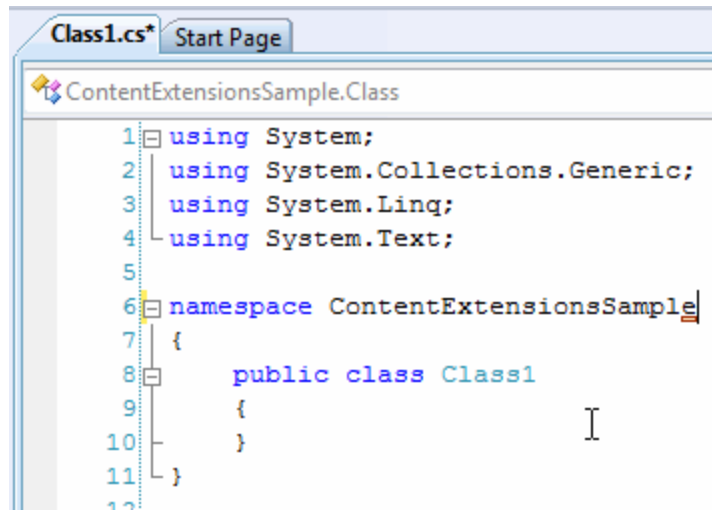 Class1.cs* Start Page
ContentExtensionsSample.Class
1 using System;
2 using System.Collections.Generic;
3 using System.Linq;
4 using System.Text;
5
6 namespace ContentExtensionsSample
7 {
8 public class Class1
9 {
10 }
11 }
12